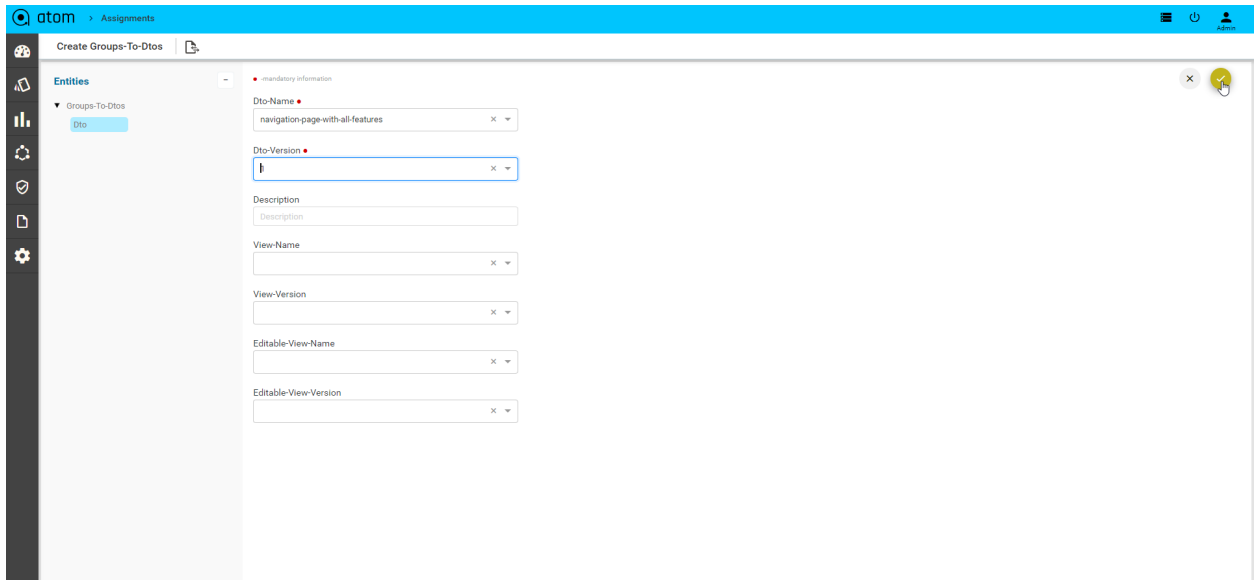 atom > Assignments
Admin
Create Groups-To-Dtos
Entities
Groups-To-Dtos
Dto
-mandatory information
Dto-Name
navigation-page-with-all-features
Dto-Version
Description
Description
View-Name
View-Version
Editable-View-Name
Editable-View-Version